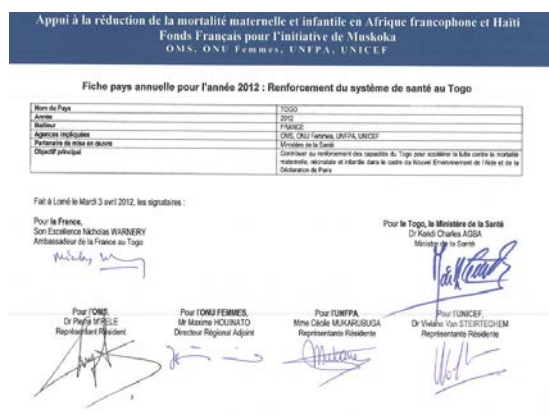 Appui à la réduction de la mortalité maternelle et infantile en Afrique francophone et Haïti
Fonds Français pour l'initiative de Muskoka
OMS, ONU Femmes, UNFPA, UNICEF
Fiche pays annuelle pour l'année 2012 : Renforcement du système de santé au Togo
Nom du Pays TOGO
Année 2012
Bailleur FRANCE
Agences impliquées OMS, ONU Femmes, UNFPA, UNICEF
Partenaire de mise en œuvre Ministère de la Santé
Objectif principal Contribuer au renforcement des capacités du Togo pour accélérer la lutte contre la mortalité
maternelle, néonatale et infantile dans le cadre du Nouvel Environnement de l'Aide et de la
Déclaration de Paris
Fait à Lomé le Mardi 3 avril 2012, les signataires :
Pour la France,
Son Excellence Nicholas WARNERY
Ambassadeur de la France au Togo
Pour le Togo, le Ministère de la Santé
Dr Kondi Charles AGBA
Ministre de la Santé
Pour l'OMS,
Dr Pierre M'PELE
Représentant Résident
Pour l'ONU FEMMES,
Mr Maxime HOUINATO
Directeur Régional Adjoint
Pour l'UNFPA,
Mme Cécile MUKARUBUGA
Représentante Résidente
Pour l'UNICEF,
Dr Viviane Van STEIRTEGHEM
Représentante Résidente
3